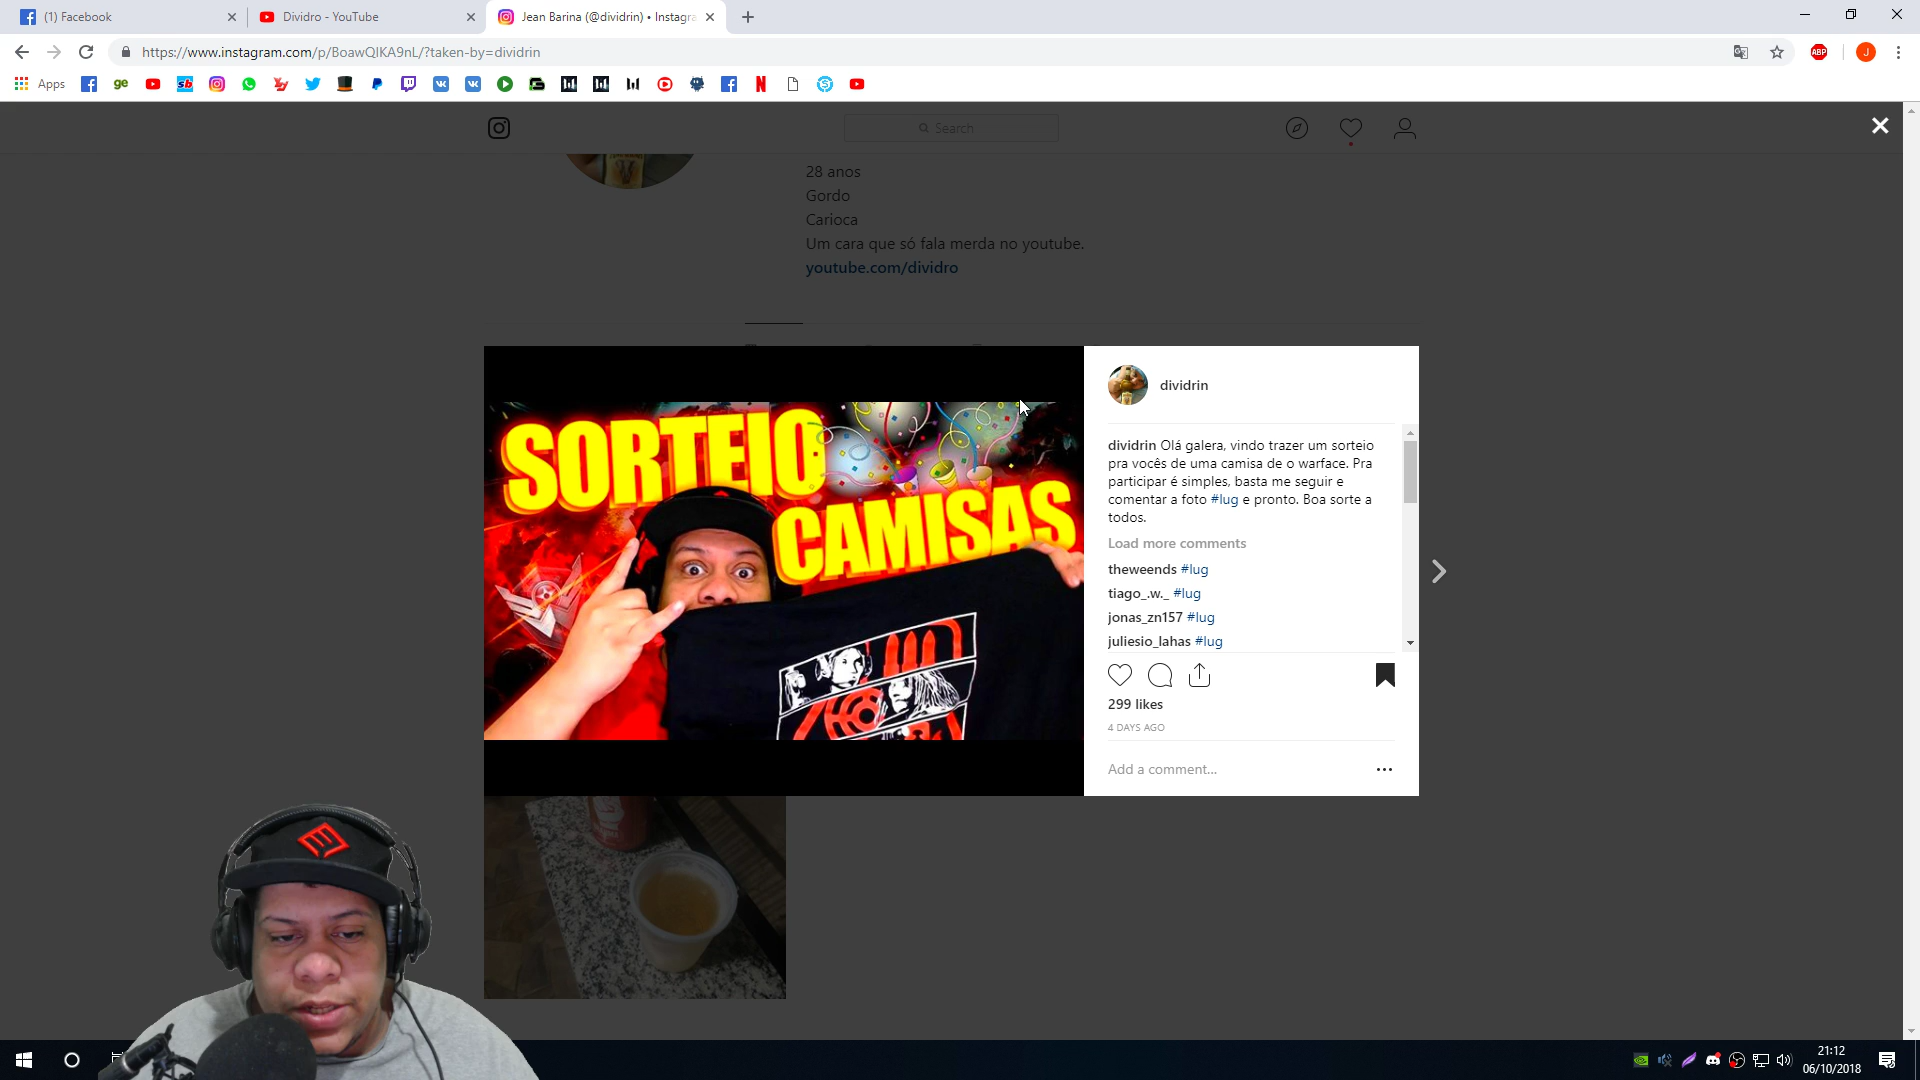 (1) Facebook
Dividro - YouTube
Jean Barina (@dividrin) • Instagra
https://www.instagram.com/p/BoawQIKA9nL/?taken-by=dividrin
ABP
J
Apps
ge
sb
Search
28 anos
Gordo
Carioca
Um cara que só fala merda no youtube.
youtube.com/dividro
SORTEIO
CAMISAS
dividrin
dividrin Olá galera, vindo trazer um sorteio
pra vocês de uma camisa de o warface. Pra
participar é simples, basta me seguir e
comentar a foto #lug e pronto. Boa sorte a
todos.
Load more comments
theweends #lug
tiago_.w._ #lug
jonas_zn157 #lug
juliesio_lahas #lug
299 likes
4 DAYS AGO
Add a comment...
21:12
06/10/2018